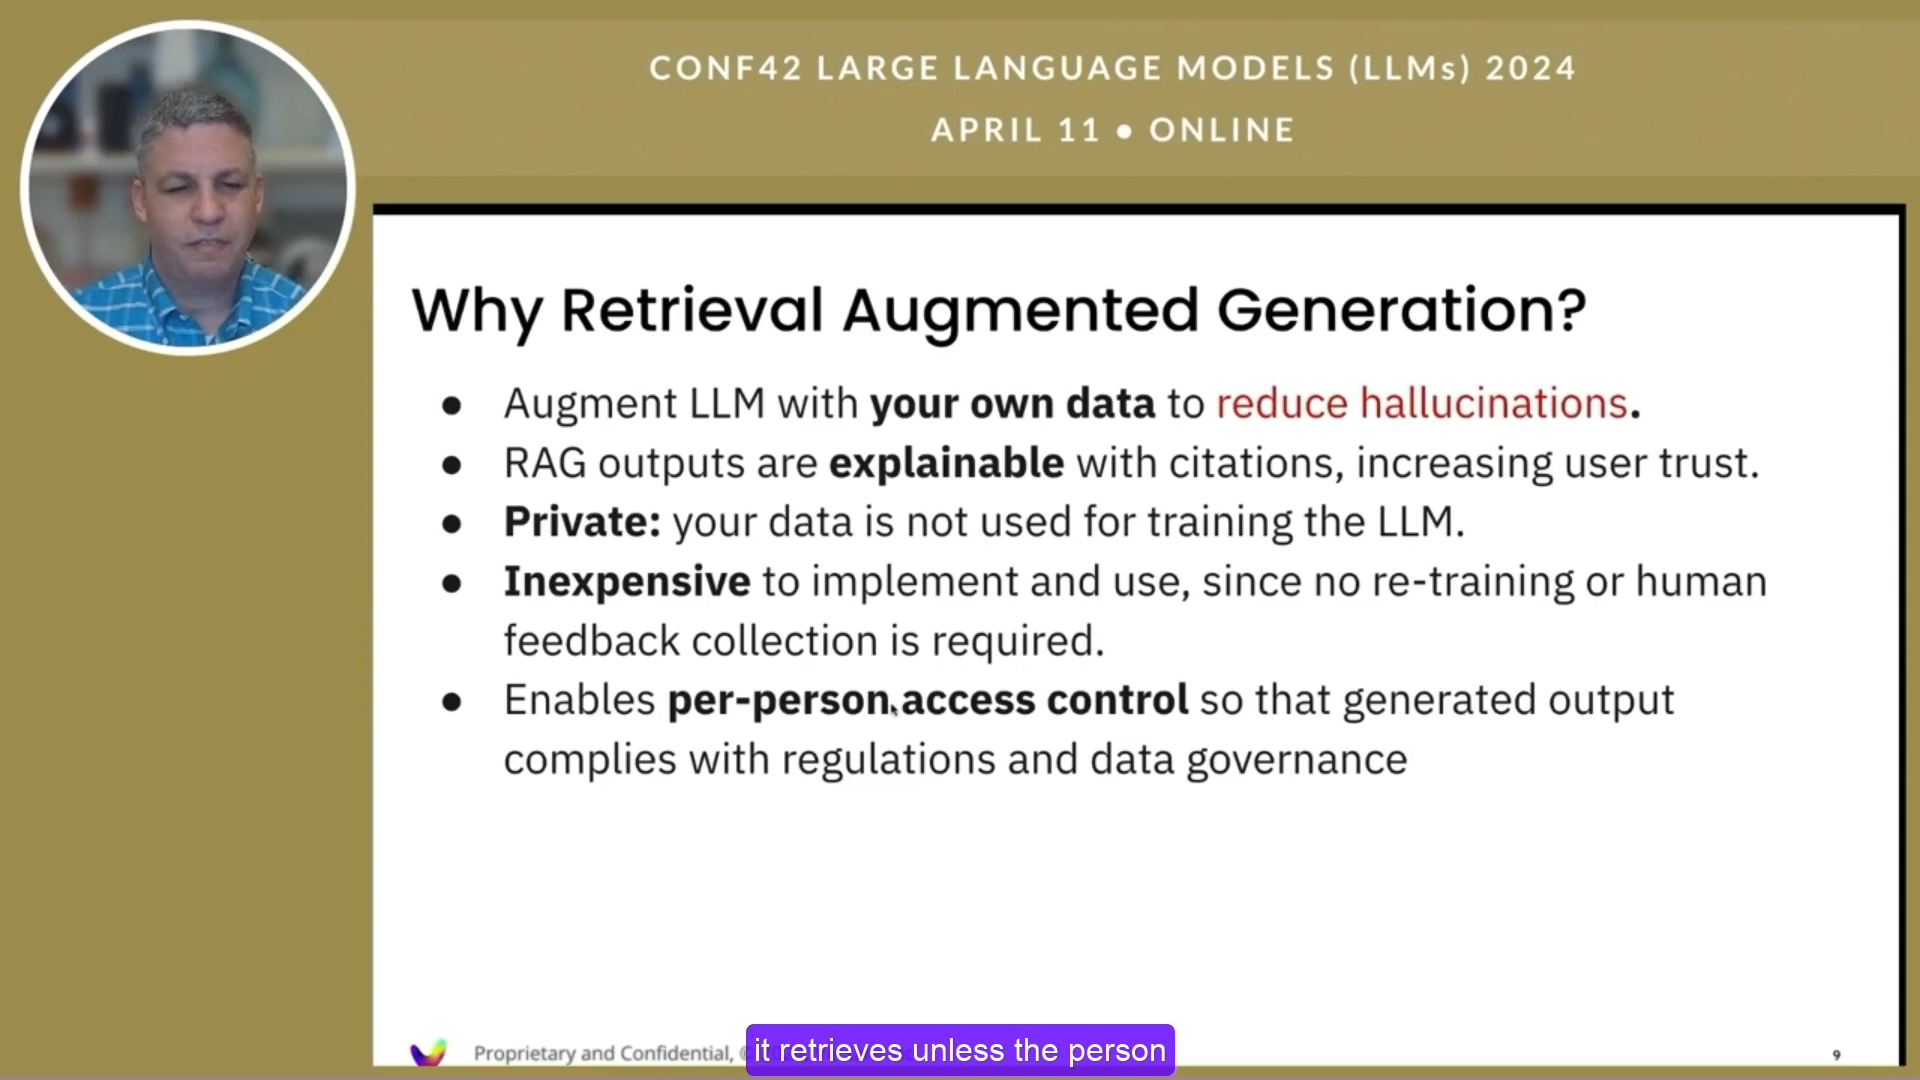 CONF42 LARGE LANGUAGE MODELS (LLMs) 2024
APRIL 11 ● ONLINE
Why Retrieval Augmented Generation?
● Augment LLM with your own data to reduce hallucinations.
● RAG outputs are explainable with citations, increasing user trust.
● Private: your data is not used for training the LLM.
● Inexpensive to implement and use, since no re-training or human
feedback collection is required.
● Enables per-person access control so that generated output
complies with regulations and data governance
Proprietary and Confidential,
it retrieves unless the person
9